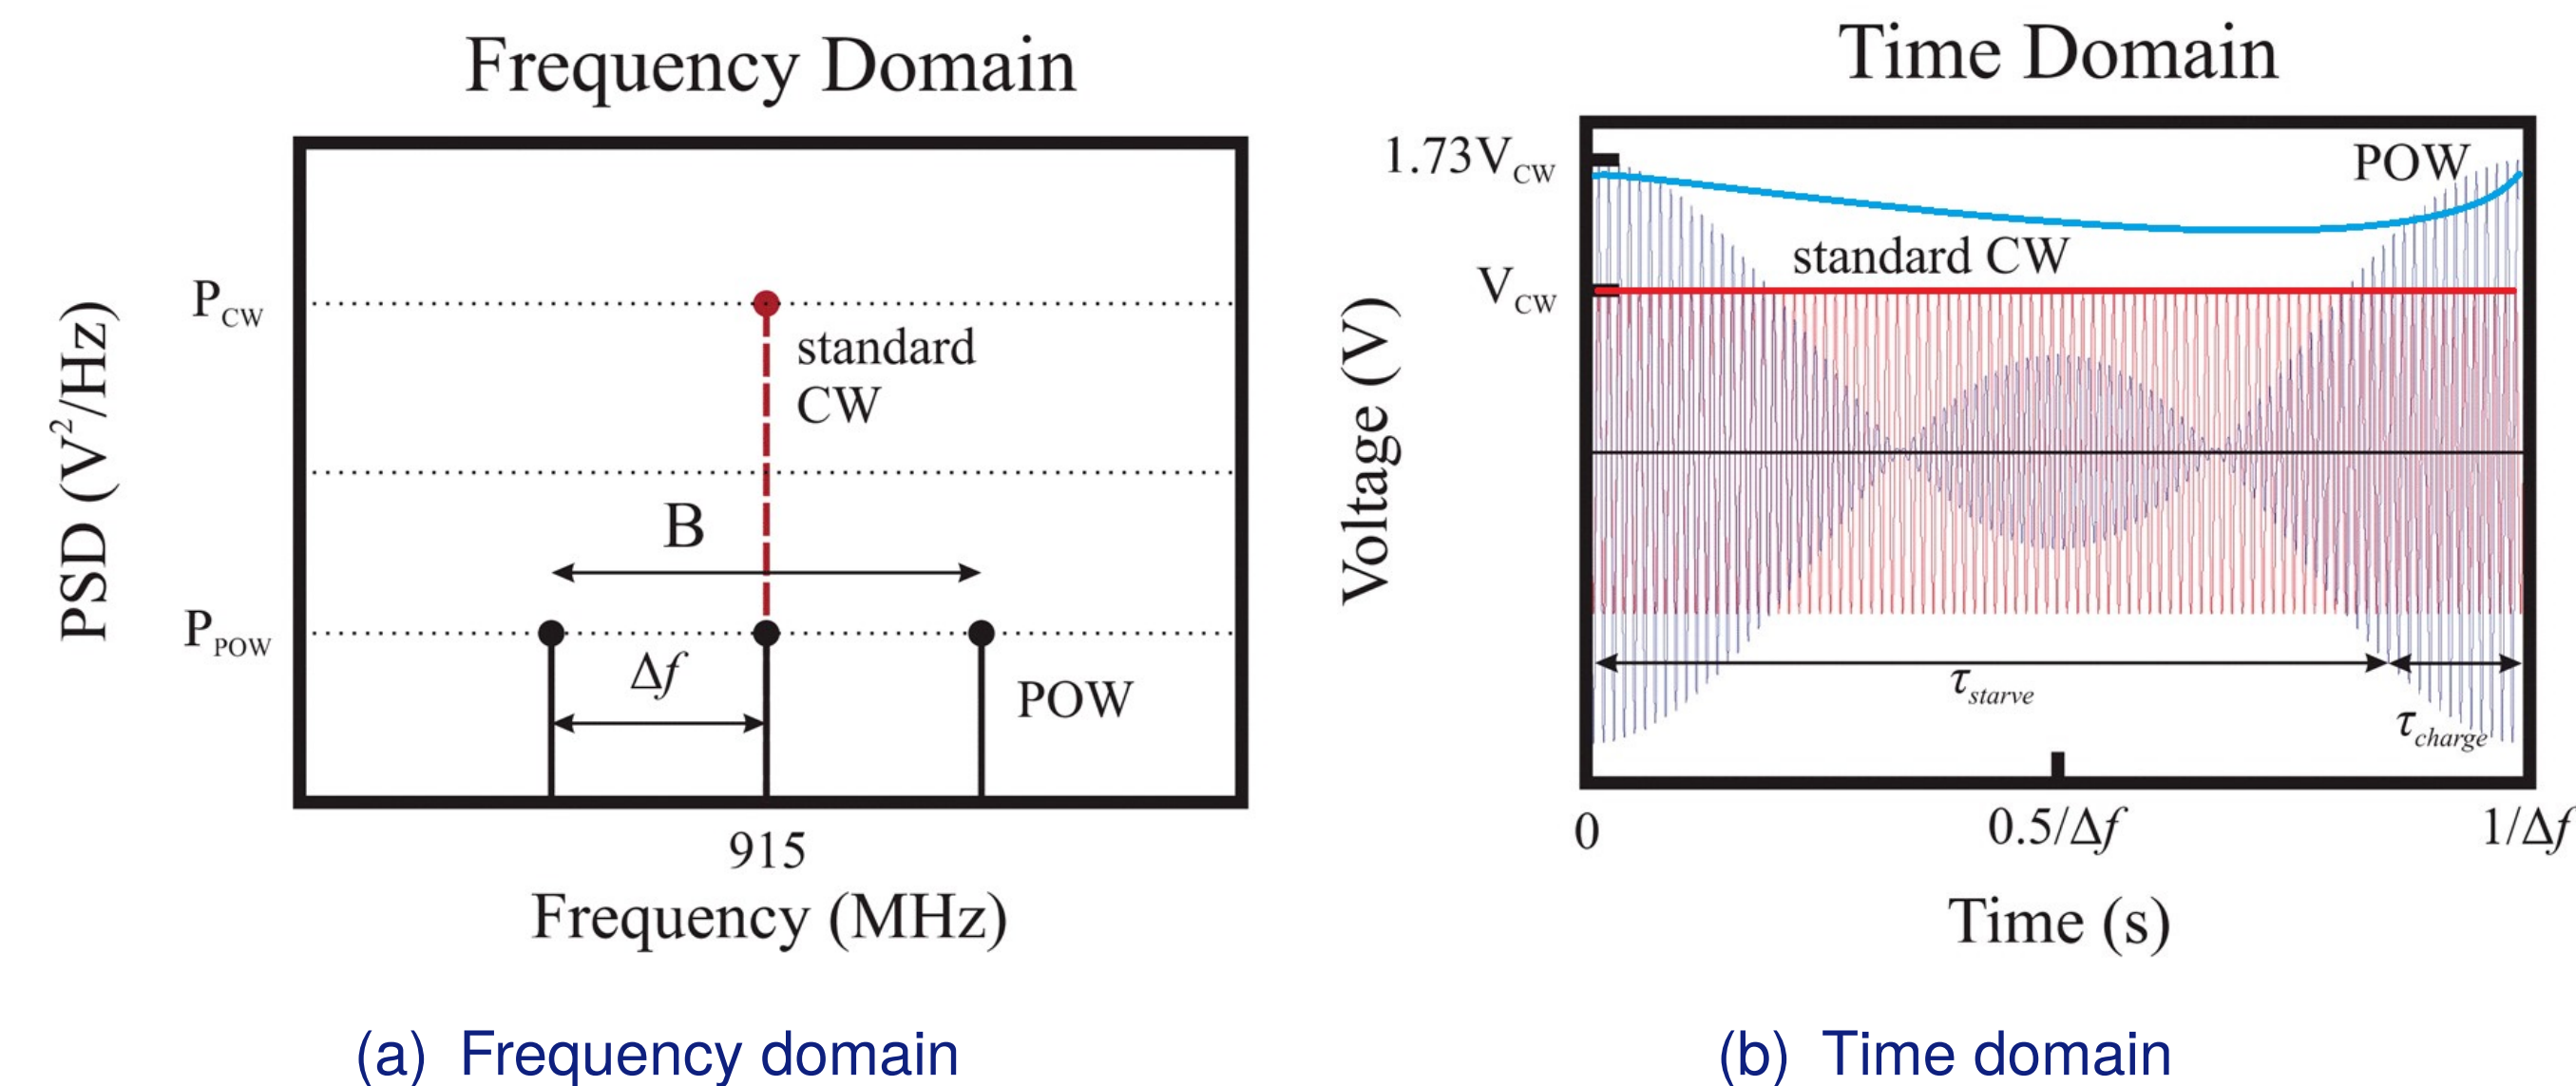 Frequency Domain
PSD (V²/Hz)
P_CW
standard
CW
B
P_POW
Δf
POW
915
Frequency (MHz)
(a) Frequency domain
Time Domain
Voltage (V)
1.73V_CW
POW
standard CW
V_CW
τ_starve
τ_charge
0
0.5/Δf
1/Δf
Time (s)
(b) Time domain